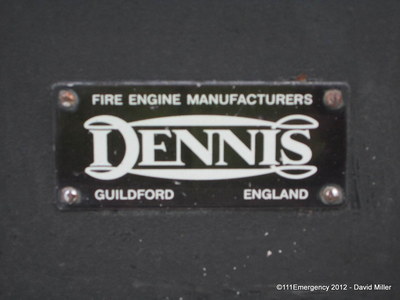 FIRE ENGINE MANUFACTURERS
DENNIS
GUILDFORD ENGLAND
©111Emergency 2012 - David Miller